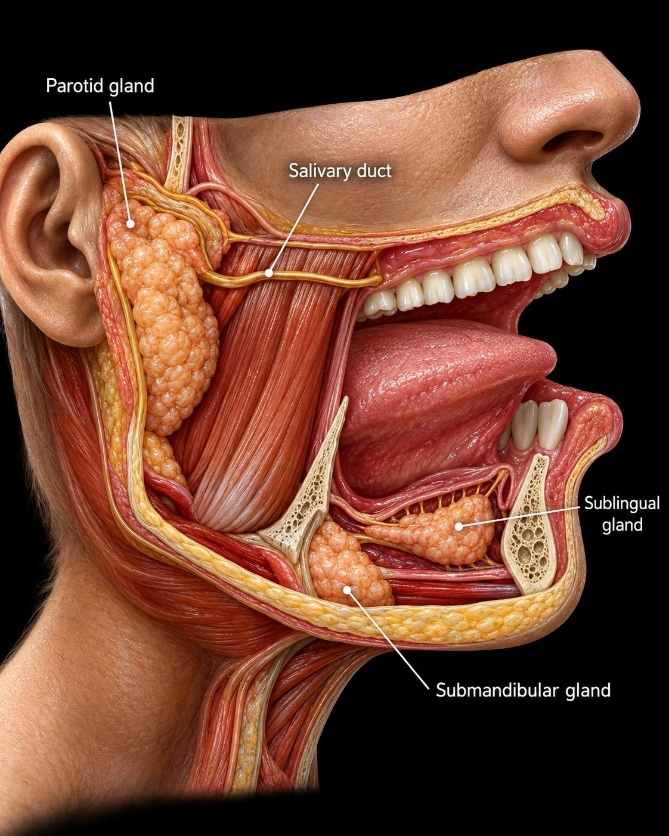 Parotid gland
Salivary duct
Sublingual
gland
Submandibular gland